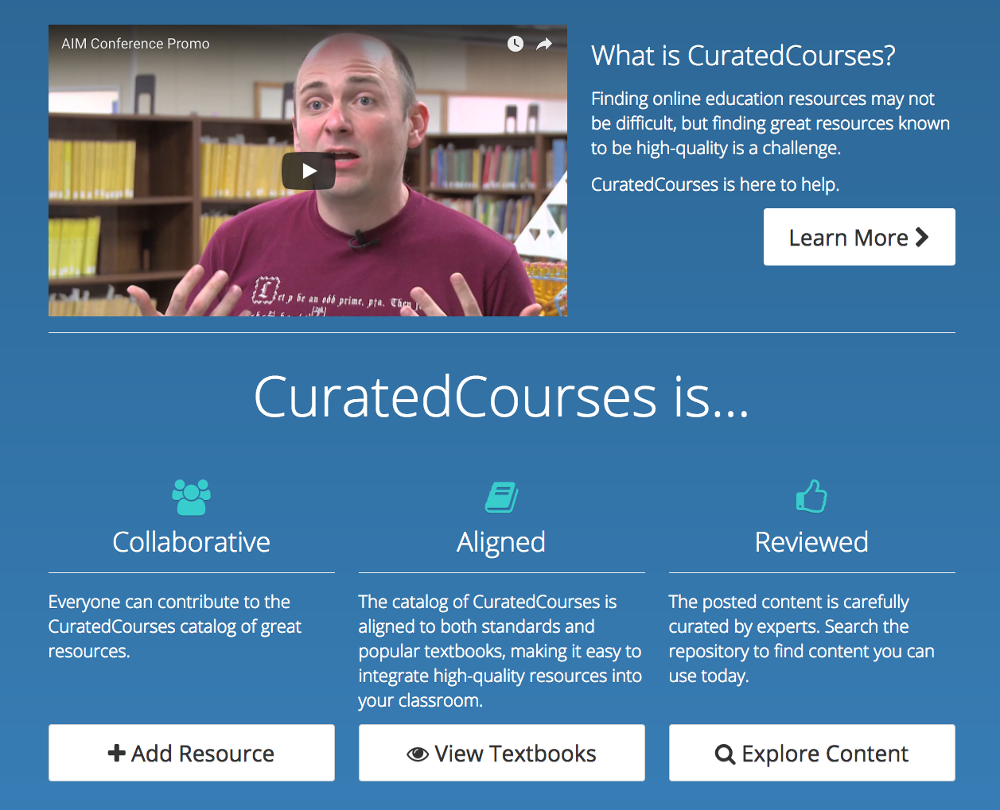 AIM Conference Promo
What is CuratedCourses?
Finding online education resources may not
be difficult, but finding great resources known
to be high-quality is a challenge.
CuratedCourses is here to help.
Learn More
Let p be an odd prime, p∤a. Then
CuratedCourses is...
Collaborative
Everyone can contribute to the
CuratedCourses catalog of great
resources.
Add Resource
Aligned
The catalog of CuratedCourses is
aligned to both standards and
popular textbooks, making it easy to
integrate high-quality resources into
your classroom.
View Textbooks
Reviewed
The posted content is carefully
curated by experts. Search the
repository to find content you can
use today.
Explore Content